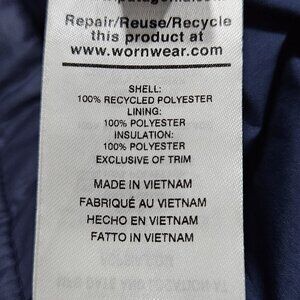 Repair/Reuse/Recycle
this product at
www.wornwear.com
SHELL:
100% RECYCLED POLYESTER
LINING:
100% POLYESTER
INSULATION:
100% POLYESTER
EXCLUSIVE OF TRIM
MADE IN VIETNAM
FABRIQUÉ AU VIETNAM
HECHO EN VIETNAM
FATTO IN VIETNAM